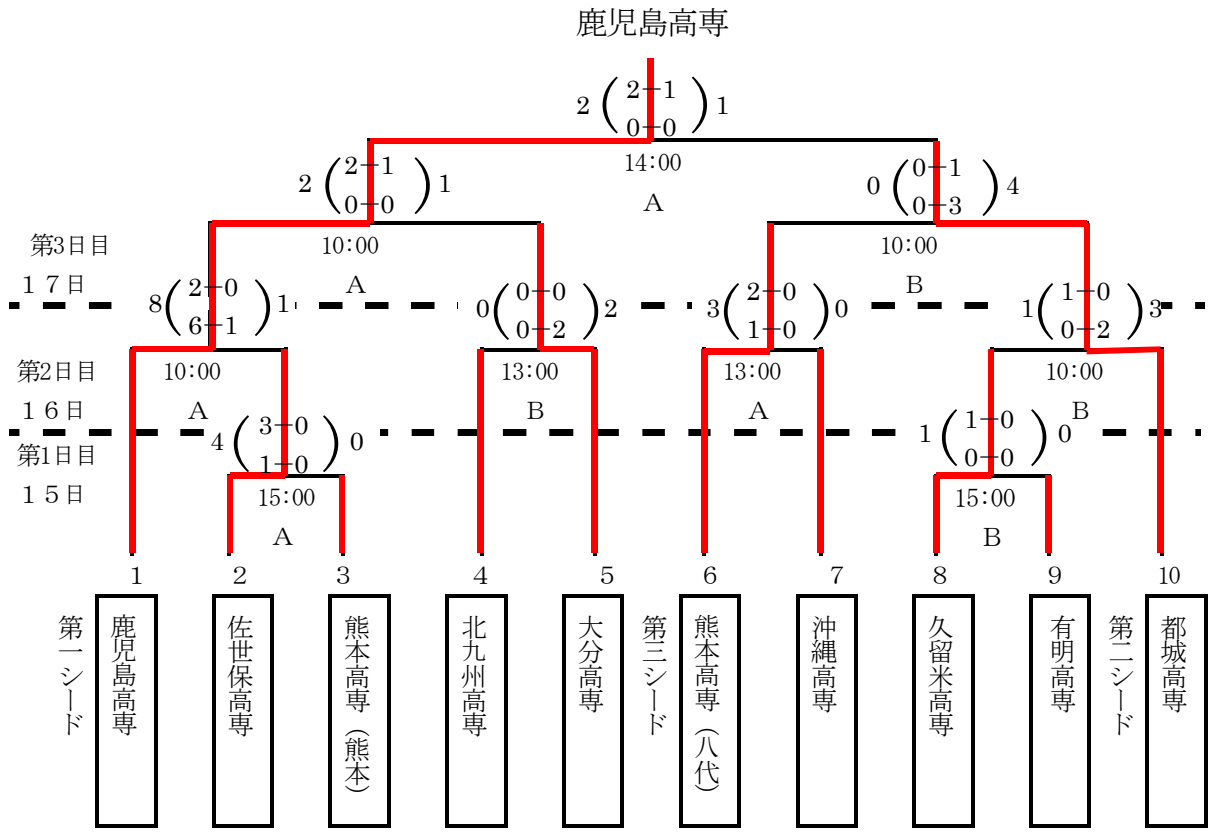 鹿児島高専
2 ( 2-1 ) 1
0-0
14:00
A
2 ( 2-1 ) 1
0-0
10:00
A
0 ( 0-1 ) 4
0-3
10:00
B
第3日目
17日
8 ( 2-0 ) 1
6-1
10:00
A
0 ( 0-0 ) 2
0-2
13:00
B
3 ( 2-0 ) 0
1-0
13:00
A
1 ( 1-0 ) 3
0-2
10:00
B
第2日目
16日
4 ( 3-0 ) 0
1-0
15:00
A
1 ( 1-0 ) 0
0-0
15:00
B
第1日目
15日
1 2 3 4 5 6 7 8 9 10
第一シード
鹿児島高専
佐世保高専
熊本高専(熊本)
北九州高専
大分高専
第三シード
熊本高専(八代)
沖縄高専
久留米高専
有明高専
第二シード
都城高専